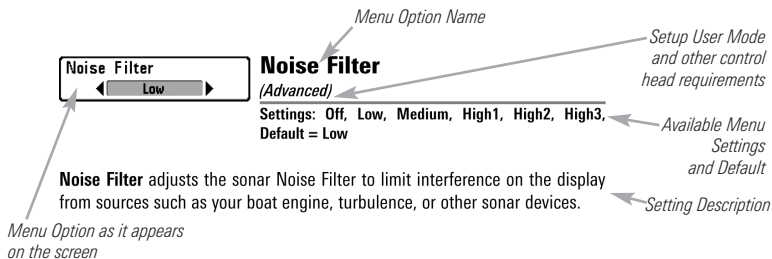 Menu Option Name
Setup User Mode
and other control
head requirements
Noise Filter
Low
Noise Filter
(Advanced)
Settings: Off, Low, Medium, High1, High2, High3,
Default = Low
Available Menu
Settings
and Default
Noise Filter adjusts the sonar Noise Filter to limit interference on the display
from sources such as your boat engine, turbulence, or other sonar devices.
Setting Description
Menu Option as it appears
on the screen